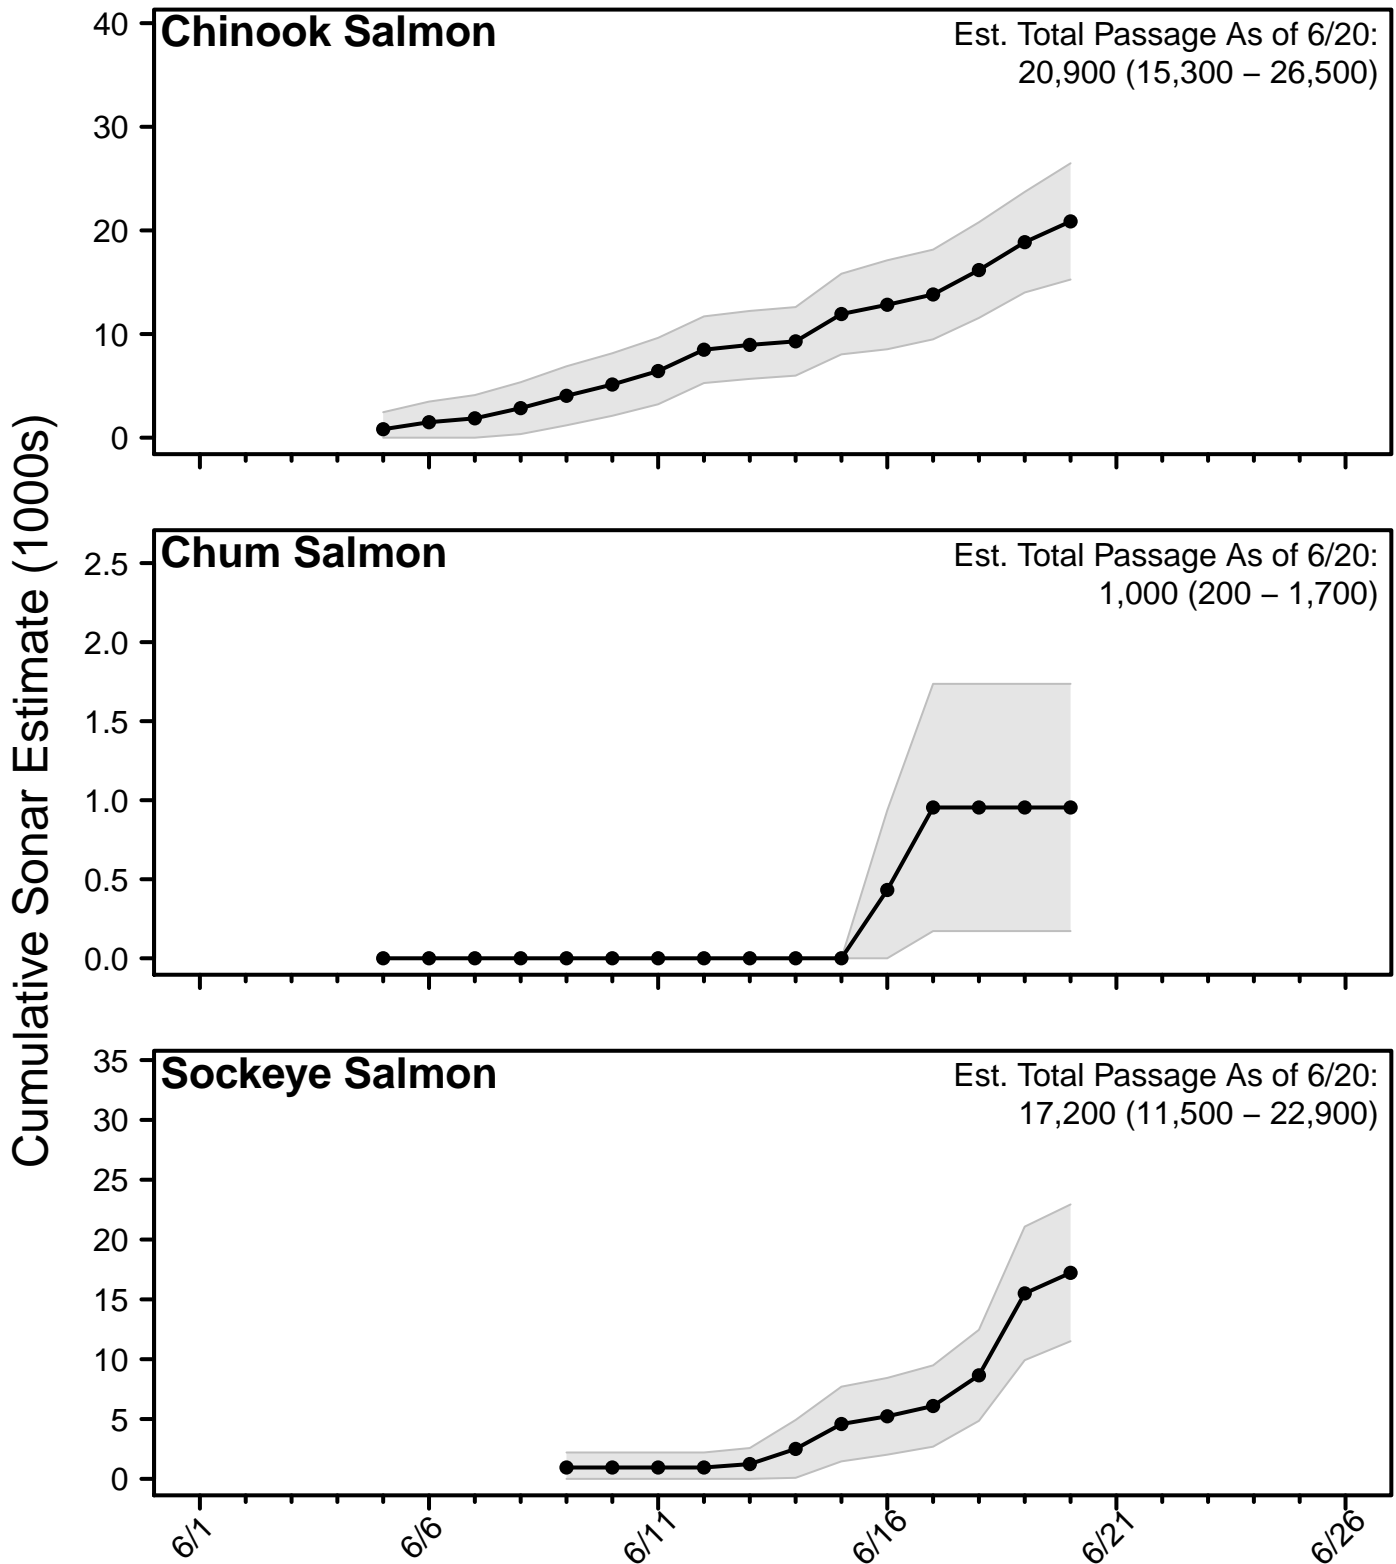 Cumulative Sonar Estimate (1000s)
Chinook Salmon
Est. Total Passage As of 6/20:
20,900 (15,300 – 26,500)
40
30
20
10
0
Chum Salmon
Est. Total Passage As of 6/20:
1,000 (200 – 1,700)
2.5
2.0
1.5
1.0
0.5
0.0
Sockeye Salmon
Est. Total Passage As of 6/20:
17,200 (11,500 – 22,900)
35
30
25
20
15
10
5
0
6/1
6/6
6/11
6/16
6/21
6/26